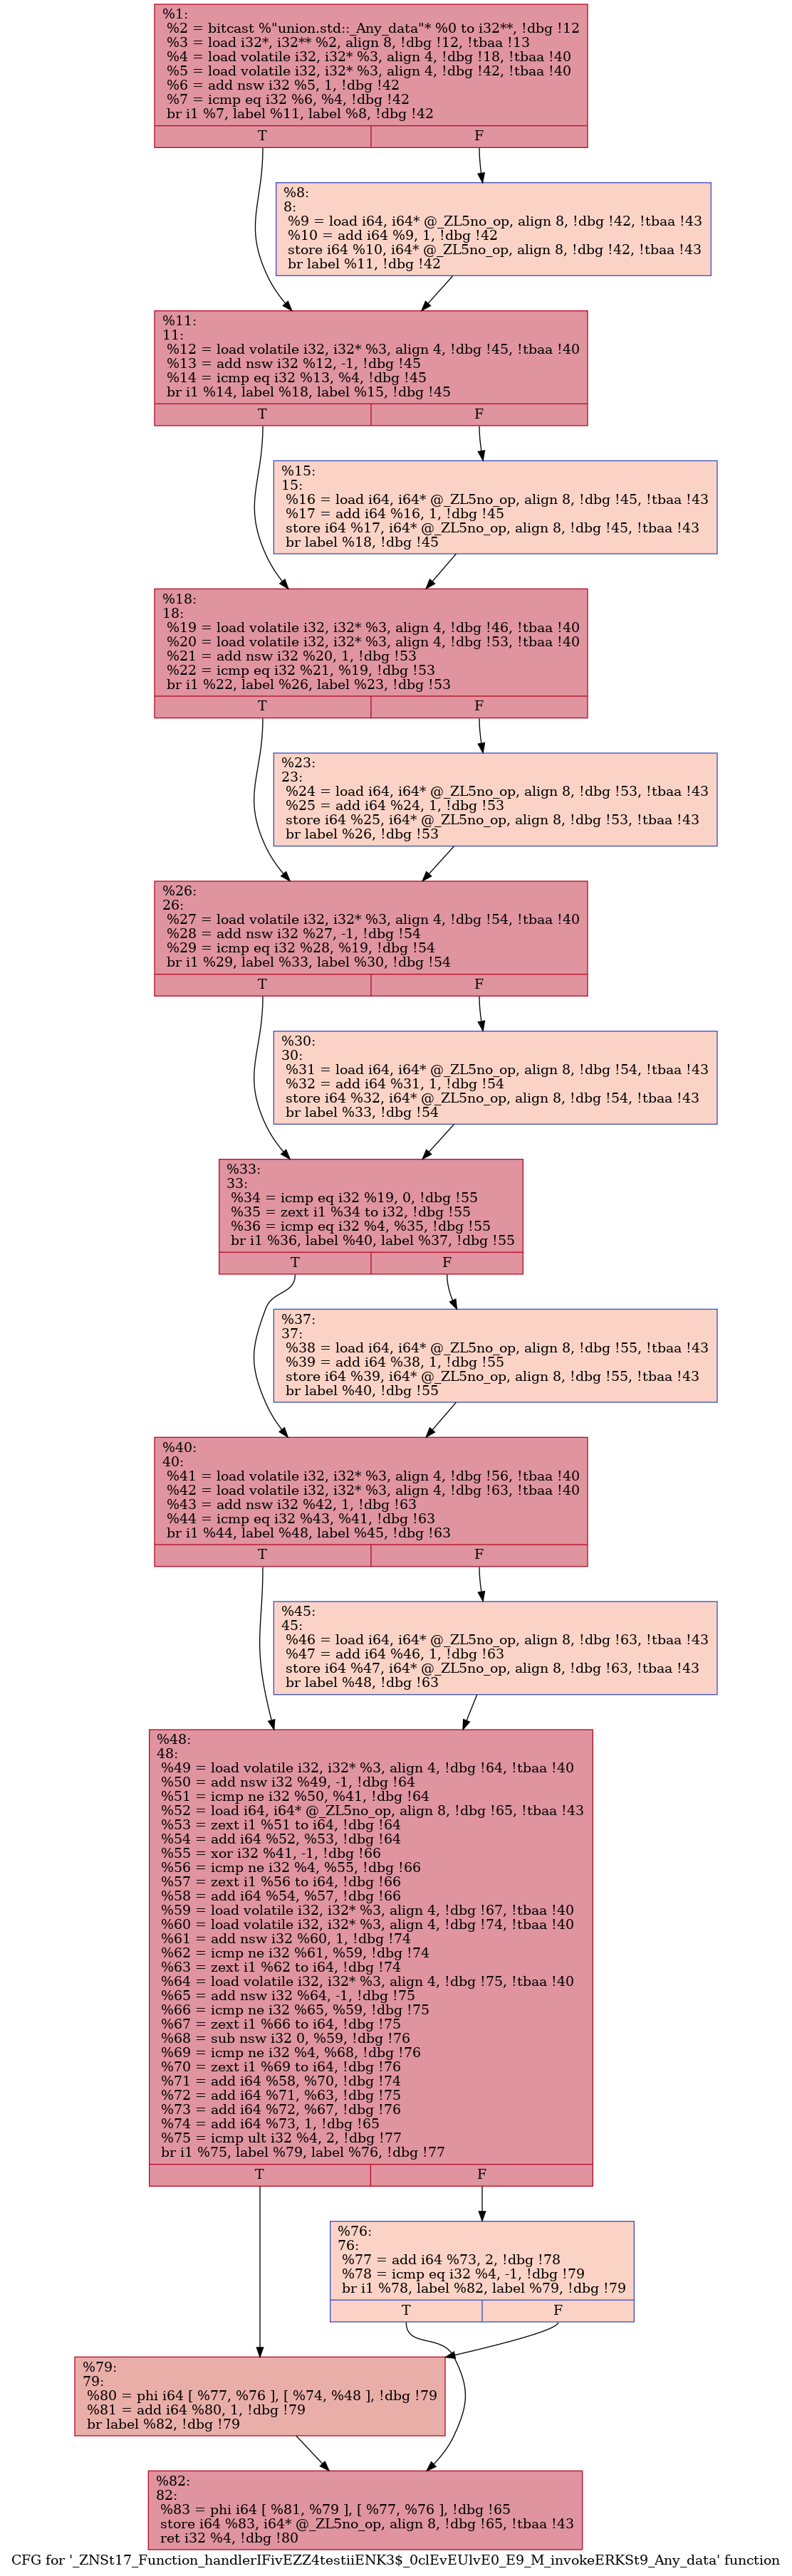 %1:
%2 = bitcast %"union.std::_Any_data"* %0 to i32**, !dbg !12
%3 = load i32*, i32** %2, align 8, !dbg !12, !tbaa !13
%4 = load volatile i32, i32* %3, align 4, !dbg !18, !tbaa !40
%5 = load volatile i32, i32* %3, align 4, !dbg !42, !tbaa !40
%6 = add nsw i32 %5, 1, !dbg !42
%7 = icmp eq i32 %6, %4, !dbg !42
br i1 %7, label %11, label %8, !dbg !42
T F
%8:
8:
%9 = load i64, i64* @_ZL5no_op, align 8, !dbg !42, !tbaa !43
%10 = add i64 %9, 1, !dbg !42
store i64 %10, i64* @_ZL5no_op, align 8, !dbg !42, !tbaa !43
br label %11, !dbg !42
%11:
11:
%12 = load volatile i32, i32* %3, align 4, !dbg !45, !tbaa !40
%13 = add nsw i32 %12, -1, !dbg !45
%14 = icmp eq i32 %13, %4, !dbg !45
br i1 %14, label %18, label %15, !dbg !45
T F
%15:
15:
%16 = load i64, i64* @_ZL5no_op, align 8, !dbg !45, !tbaa !43
%17 = add i64 %16, 1, !dbg !45
store i64 %17, i64* @_ZL5no_op, align 8, !dbg !45, !tbaa !43
br label %18, !dbg !45
%18:
18:
%19 = load volatile i32, i32* %3, align 4, !dbg !46, !tbaa !40
%20 = load volatile i32, i32* %3, align 4, !dbg !53, !tbaa !40
%21 = add nsw i32 %20, 1, !dbg !53
%22 = icmp eq i32 %21, %19, !dbg !53
br i1 %22, label %26, label %23, !dbg !53
T F
%23:
23:
%24 = load i64, i64* @_ZL5no_op, align 8, !dbg !53, !tbaa !43
%25 = add i64 %24, 1, !dbg !53
store i64 %25, i64* @_ZL5no_op, align 8, !dbg !53, !tbaa !43
br label %26, !dbg !53
%26:
26:
%27 = load volatile i32, i32* %3, align 4, !dbg !54, !tbaa !40
%28 = add nsw i32 %27, -1, !dbg !54
%29 = icmp eq i32 %28, %19, !dbg !54
br i1 %29, label %33, label %30, !dbg !54
T F
%30:
30:
%31 = load i64, i64* @_ZL5no_op, align 8, !dbg !54, !tbaa !43
%32 = add i64 %31, 1, !dbg !54
store i64 %32, i64* @_ZL5no_op, align 8, !dbg !54, !tbaa !43
br label %33, !dbg !54
%33:
33:
%34 = icmp eq i32 %19, 0, !dbg !55
%35 = zext i1 %34 to i32, !dbg !55
%36 = icmp eq i32 %4, %35, !dbg !55
br i1 %36, label %40, label %37, !dbg !55
T F
%37:
37:
%38 = load i64, i64* @_ZL5no_op, align 8, !dbg !55, !tbaa !43
%39 = add i64 %38, 1, !dbg !55
store i64 %39, i64* @_ZL5no_op, align 8, !dbg !55, !tbaa !43
br label %40, !dbg !55
%40:
40:
%41 = load volatile i32, i32* %3, align 4, !dbg !56, !tbaa !40
%42 = load volatile i32, i32* %3, align 4, !dbg !63, !tbaa !40
%43 = add nsw i32 %42, 1, !dbg !63
%44 = icmp eq i32 %43, %41, !dbg !63
br i1 %44, label %48, label %45, !dbg !63
T F
%45:
45:
%46 = load i64, i64* @_ZL5no_op, align 8, !dbg !63, !tbaa !43
%47 = add i64 %46, 1, !dbg !63
store i64 %47, i64* @_ZL5no_op, align 8, !dbg !63, !tbaa !43
br label %48, !dbg !63
%48:
48:
%49 = load volatile i32, i32* %3, align 4, !dbg !64, !tbaa !40
%50 = add nsw i32 %49, -1, !dbg !64
%51 = icmp ne i32 %50, %41, !dbg !64
%52 = load i64, i64* @_ZL5no_op, align 8, !dbg !65, !tbaa !43
%53 = zext i1 %51 to i64, !dbg !64
%54 = add i64 %52, %53, !dbg !64
%55 = xor i32 %41, -1, !dbg !66
%56 = icmp ne i32 %4, %55, !dbg !66
%57 = zext i1 %56 to i64, !dbg !66
%58 = add i64 %54, %57, !dbg !66
%59 = load volatile i32, i32* %3, align 4, !dbg !67, !tbaa !40
%60 = load volatile i32, i32* %3, align 4, !dbg !74, !tbaa !40
%61 = add nsw i32 %60, 1, !dbg !74
%62 = icmp ne i32 %61, %59, !dbg !74
%63 = zext i1 %62 to i64, !dbg !74
%64 = load volatile i32, i32* %3, align 4, !dbg !75, !tbaa !40
%65 = add nsw i32 %64, -1, !dbg !75
%66 = icmp ne i32 %65, %59, !dbg !75
%67 = zext i1 %66 to i64, !dbg !75
%68 = sub nsw i32 0, %59, !dbg !76
%69 = icmp ne i32 %4, %68, !dbg !76
%70 = zext i1 %69 to i64, !dbg !76
%71 = add i64 %58, %70, !dbg !74
%72 = add i64 %71, %63, !dbg !75
%73 = add i64 %72, %67, !dbg !76
%74 = add i64 %73, 1, !dbg !65
%75 = icmp ult i32 %4, 2, !dbg !77
br i1 %75, label %79, label %76, !dbg !77
T F
%76:
76:
%77 = add i64 %73, 2, !dbg !78
%78 = icmp eq i32 %4, -1, !dbg !79
br i1 %78, label %82, label %79, !dbg !79
T F
%79:
79:
%80 = phi i64 [ %77, %76 ], [ %74, %48 ], !dbg !79
%81 = add i64 %80, 1, !dbg !79
br label %82, !dbg !79
%82:
82:
%83 = phi i64 [ %81, %79 ], [ %77, %76 ], !dbg !65
store i64 %83, i64* @_ZL5no_op, align 8, !dbg !65, !tbaa !43
ret i32 %4, !dbg !80
CFG for '_ZNSt17_Function_handlerIFivEZZ4testiiENK3$_0clEvEUlvE0_E9_M_invokeERKSt9_Any_data' function